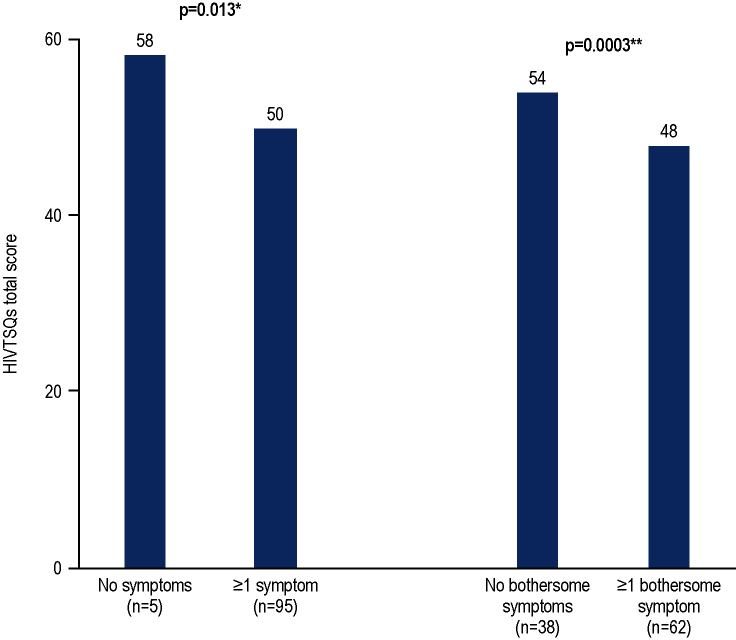 p=0.013*
p=0.0003**
HIVTSQs total score
60
40
20
0
58
50
54
48
No symptoms
(n=5)
≥1 symptom
(n=95)
No bothersome
symptoms
(n=38)
≥1 bothersome
symptom
(n=62)